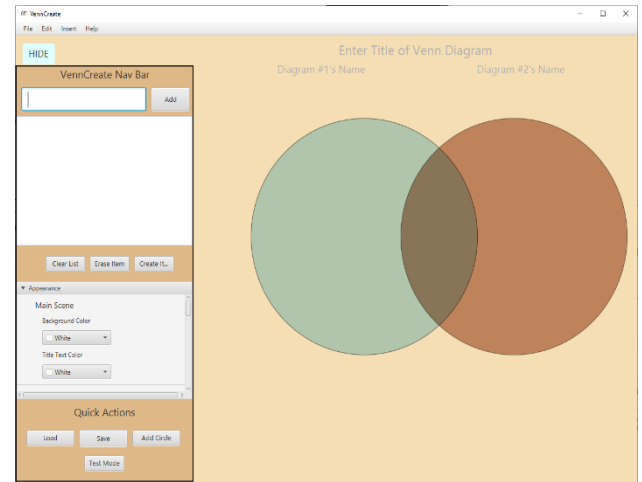 VennCreate
File Edit Insert Help
HIDE
Enter Title of Venn Diagram
Diagram #1's Name Diagram #2's Name
VennCreate Nav Bar
Add
Clear List Erase Item Create It...
Appearance
Main Scene
Background Color
White
Title Text Color
White
Quick Actions
Load Save Add Circle
Test Mode